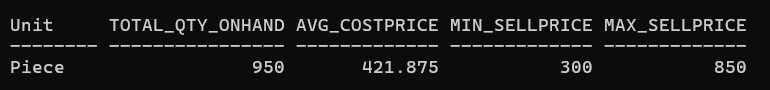 Unit     TOTAL_QTY_ONHAND AVG_COSTPRICE MIN_SELLPRICE MAX_SELLPRICE
-------- ---------------- ------------- ------------- -------------
Piece                 950       421.875           300           850